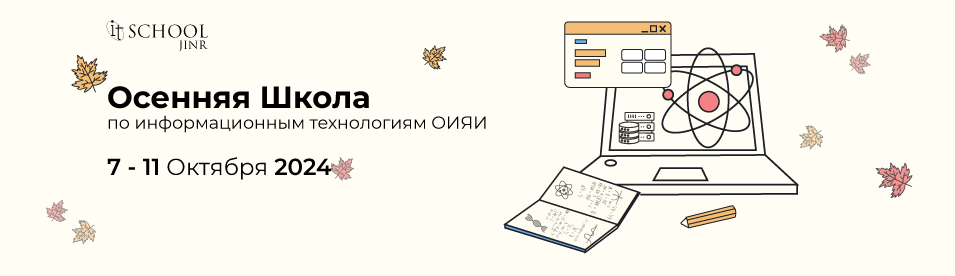 it SCHOOL
JINR
Осенняя Школа
по информационным технологиям ОИЯИ
7 - 11 Октября 2024